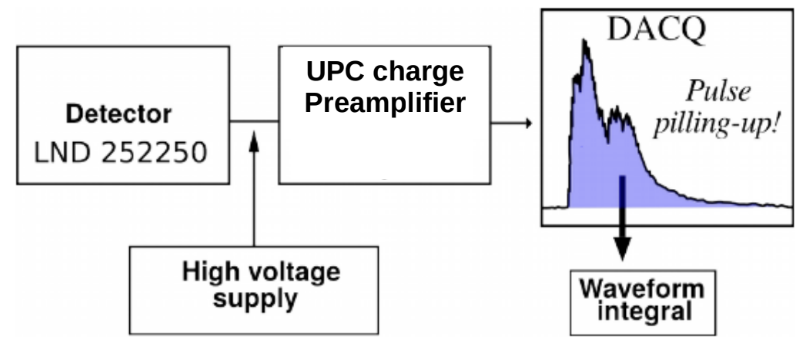 Detector
LND 252250
UPC charge
Preamplifier
DACQ
Pulse
pilling-up!
High voltage
supply
Waveform
integral